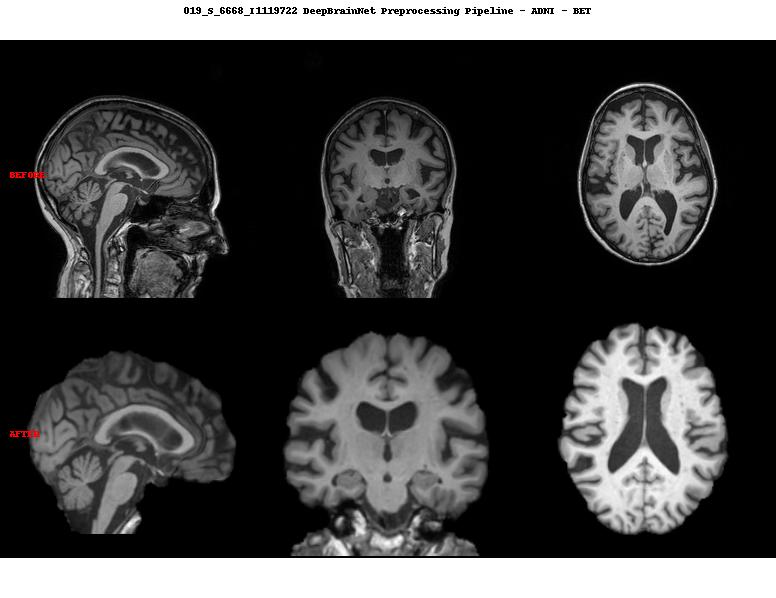 019_S_6668_I1119722 DeepBrainNet Preprocessing Pipeline - ADNI - BET
BEFORE
AFTER